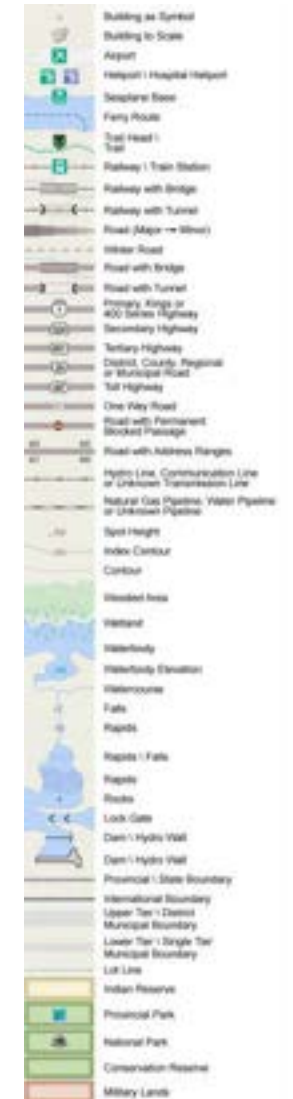 Building as Symbol
Building to Scale
Airport
Heliport \ Hospital Heliport
Seaplane Base
Ferry Route
Trail Head \
Trail
Railway \ Train Station
Railway with Bridge
Railway with Tunnel
Road (Major → Minor)
Winter Road
Road with Bridge
Road with Tunnel
Primary, Kings or
400 Series Highway
Secondary Highway
Tertiary Highway
District, County, Regional
or Municipal Road
Toll Highway
One Way Road
Road with Permanent
Blocked Passage
Road with Address Ranges
Hydro Line, Communication Line
or Unknown Transmission Line
Natural Gas Pipeline, Water Pipeline
or Unknown Pipeline
Spot Height
Index Contour
Contour
Wooded Area
Wetland
Waterbody
Waterbody Elevation
Watercourse
Falls
Rapids
Rapids \ Falls
Rapids
Rocks
Lock Gate
Dam \ Hydro Wall
Dam \ Hydro Wall
Provincial \ State Boundary
International Boundary
Upper Tier \ District
Municipal Boundary
Lower Tier \ Single Tier
Municipal Boundary
Lot Line
Indian Reserve
Provincial Park
National Park
Conservation Reserve
Military Lands